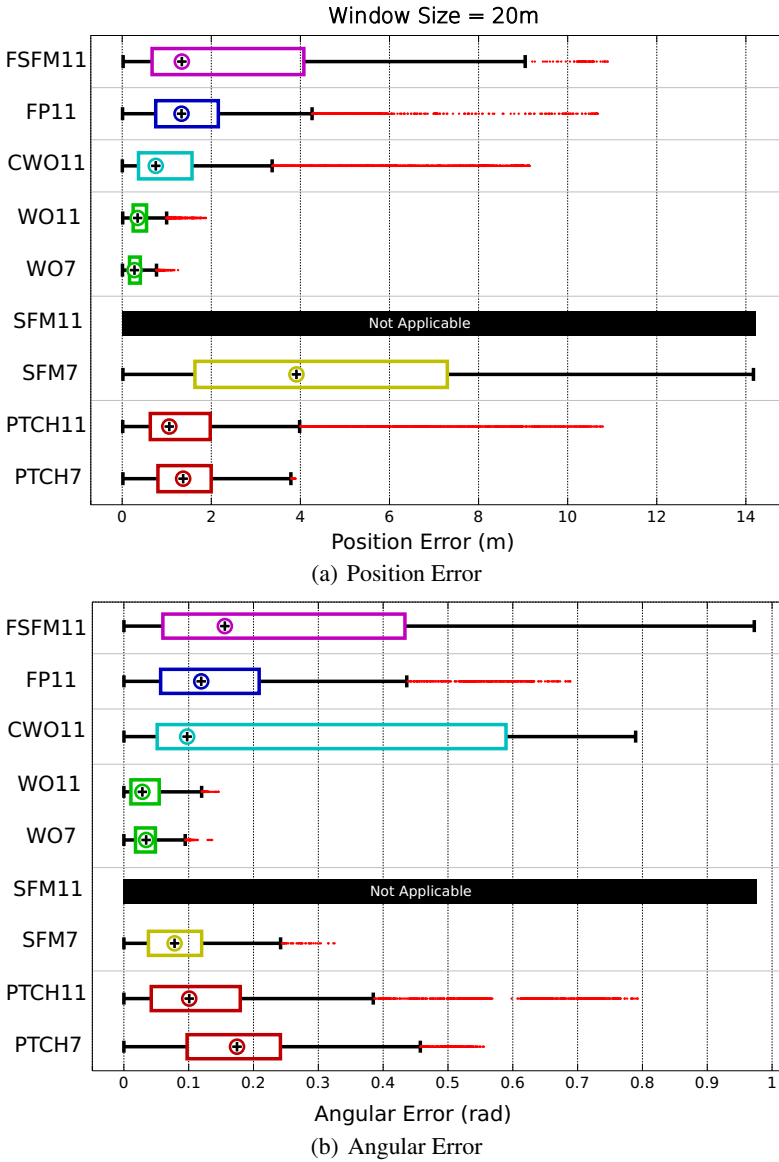 Window Size = 20m
FSFM11
FP11
CWO11
WO11
WO7
SFM11
Not Applicable
SFM7
PTCH11
PTCH7
0 2 4 6 8 10 12 14
Position Error (m)
(a) Position Error
FSFM11
FP11
CWO11
WO11
WO7
SFM11
Not Applicable
SFM7
PTCH11
PTCH7
0 0.1 0.2 0.3 0.4 0.5 0.6 0.7 0.8 0.9 1
Angular Error (rad)
(b) Angular Error